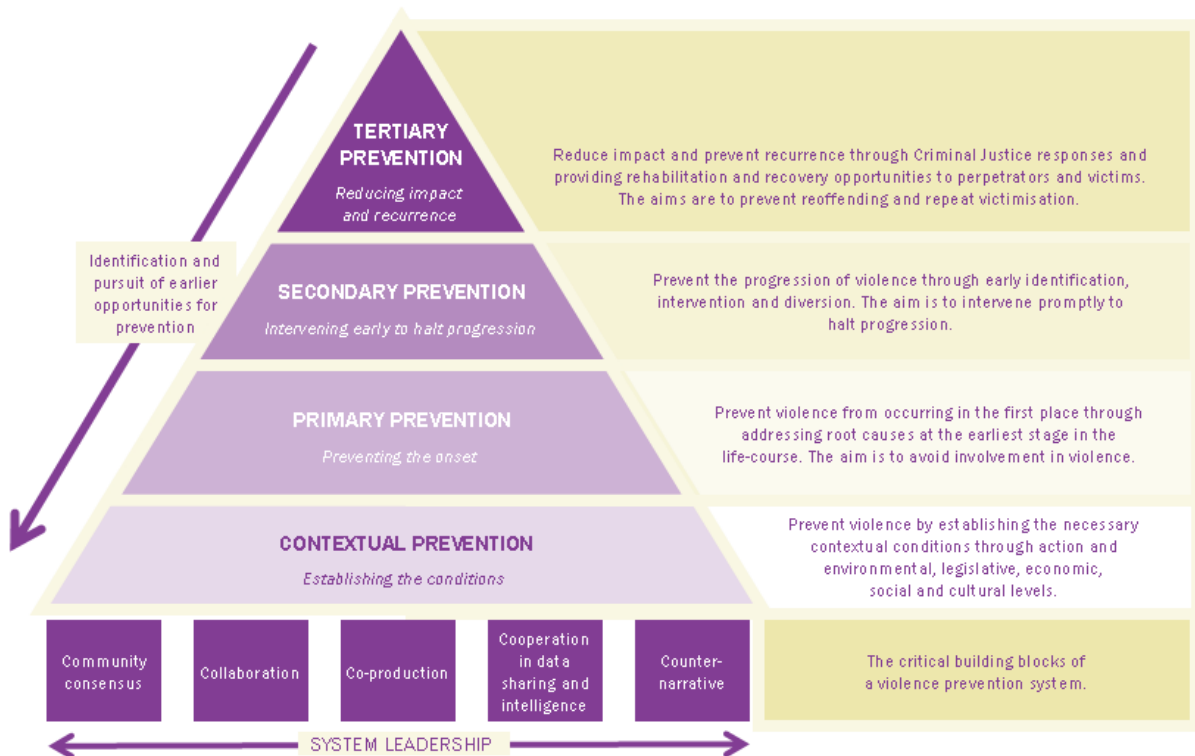 TERTIARY
PREVENTION
Reducing impact
and recurrence
Reduce impact and prevent recurrence through Criminal Justice responses and
providing rehabilitation and recovery opportunities to perpetrators and victims.
The aims are to prevent reoffending and repeat victimisation.
Identification and
pursuit of earlier
opportunities for
prevention
SECONDARY PREVENTION
Intervening early to halt progression
Prevent the progression of violence through early identification,
intervention and diversion. The aim is to intervene promptly to
halt progression.
PRIMARY PREVENTION
Preventing the onset
Prevent violence from occurring in the first place through
addressing root causes at the earliest stage in the
life-course. The aim is to avoid involvement in violence.
CONTEXTUAL PREVENTION
Establishing the conditions
Prevent violence by establishing the necessary
contextual conditions through action and
environmental, legislative, economic,
social and cultural levels.
Community
consensus
Collaboration
Co-production
Cooperation
in data
sharing and
intelligence
Counter-
narrative
The critical building blocks of
a violence prevention system.
SYSTEM LEADERSHIP